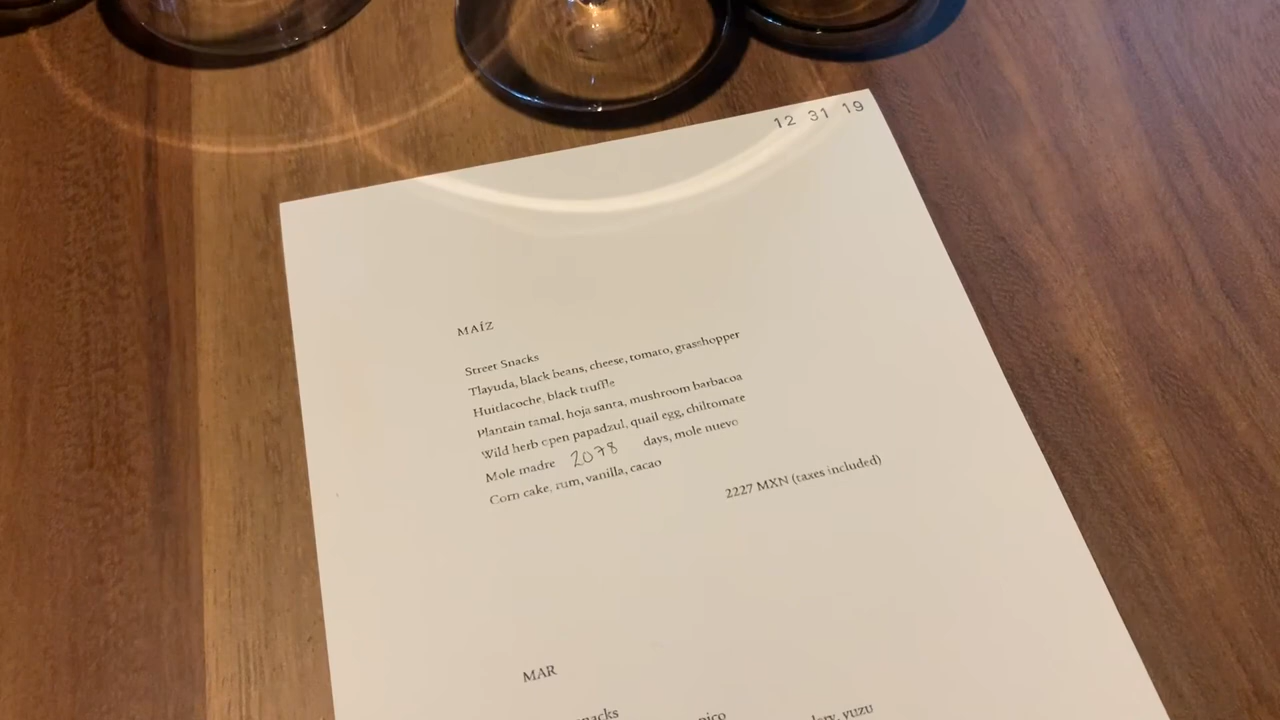 12 31 19
MAÍZ
Street Snacks
Tlayuda, black beans, cheese, tomato, grasshopper
Huitlacoche, black truffle
Plantain tamal, hoja santa, mushroom barbacoa
Wild herb open papadzul, quail egg, chiltomate
Mole madre 2078 days, mole nuevo
Corn cake, rum, vanilla, cacao
2227 MXN (taxes included)
MAR
yuzu